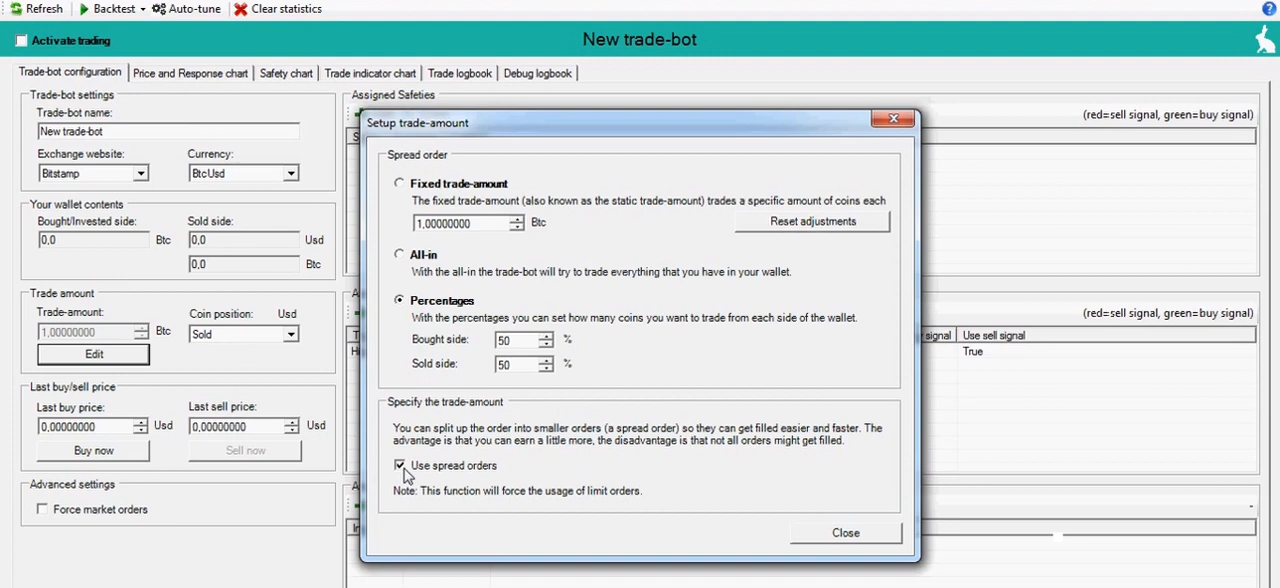 Refresh Backtest Auto-tune Clear statistics ?
Activate trading New trade-bot
Trade-bot configuration Price and Response chart Safety chart Trade indicator chart Trade logbook Debug logbook
Trade-bot settings
Trade-bot name:
New trade-bot
Exchange website: Currency:
Bitstamp BtcUsd
Your wallet contents
Bought/Invested side: Sold side:
0,0 Btc 0,0 Usd
0,0 Btc
Trade amount
Trade-amount: Coin position: Usd
1,00000000 Btc Sold
Edit
Last buy/sell price
Last buy price: Last sell price:
0,00000000 Usd 0,00000000 Usd
Buy now Sell now
Advanced settings
Force market orders
Assigned Safeties
(red=sell signal, green=buy signal)
(red=sell signal, green=buy signal)
signal Use sell signal
True
Setup trade-amount
Spread order
Fixed trade-amount
The fixed trade-amount (also known as the static trade-amount) trades a specific amount of coins each
1,00000000 Btc Reset adjustments
All-in
With the all-in the trade-bot will try to trade everything that you have in your wallet.
Percentages
With the percentages you can set how many coins you want to trade from each side of the wallet.
Bought side: 50 %
Sold side: 50 %
Specify the trade-amount
You can split up the order into smaller orders (a spread order) so they can get filled easier and faster. The
advantage is that you can earn a little more, the disadvantage is that not all orders might get filled.
Use spread orders
Note: This function will force the usage of limit orders.
Close